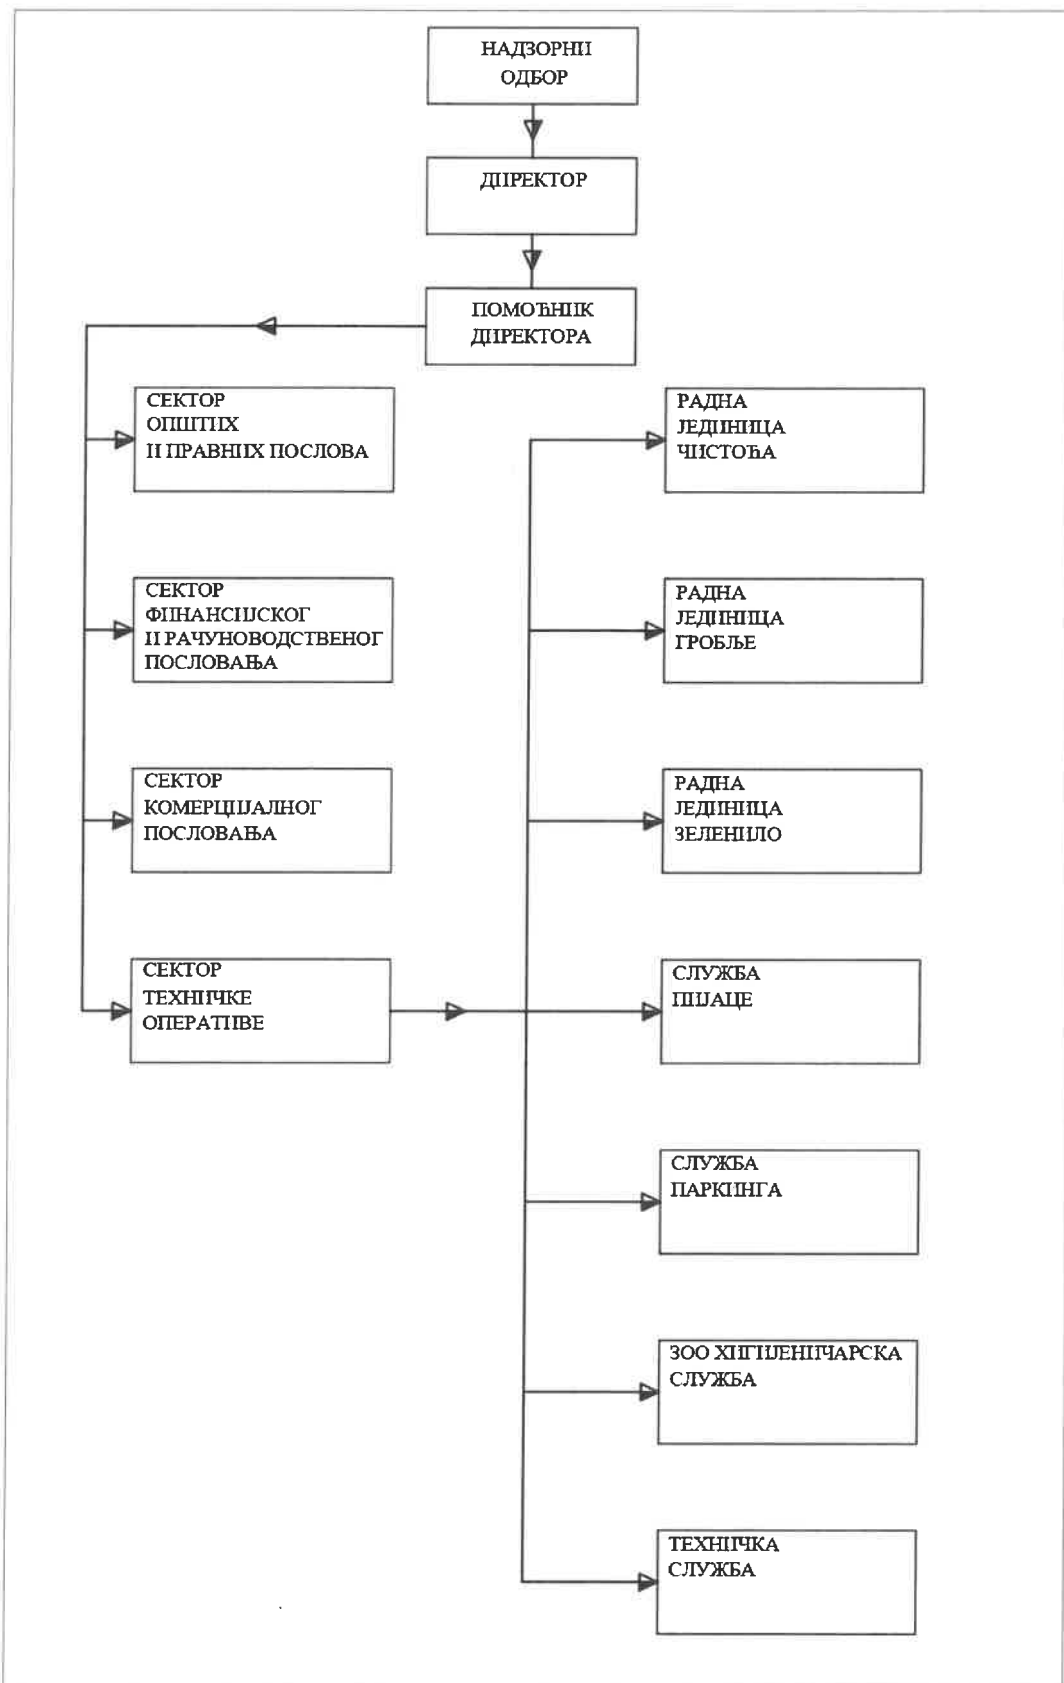 НАДЗОРНИ
ОДБОР
ДИРЕКТОР
ПОМОЋНИК
ДИРЕКТОРА
СЕКТОР
ОПШТИХ
И ПРАВНИХ ПОСЛОВА
СЕКТОР
ФИНАНСИЈСКОГ
И РАЧУНОВОДСТВЕНОГ
ПОСЛОВАЊА
СЕКТОР
КОМЕРЦИЈАЛНОГ
ПОСЛОВАЊА
СЕКТОР
ТЕХНИЧКЕ
ОПЕРАТИВЕ
РАДНА
ЈЕДИНИЦА
ЧИСТОЋА
РАДНА
ЈЕДИНИЦА
ГРОБЉЕ
РАДНА
ЈЕДИНИЦА
ЗЕЛЕНИЛО
СЛУЖБА
ПИЈАЦЕ
СЛУЖБА
ПАРКИНГА
ЗОО ХИГИЈЕНИЧАРСКА
СЛУЖБА
ТЕХНИЧКА
СЛУЖБА